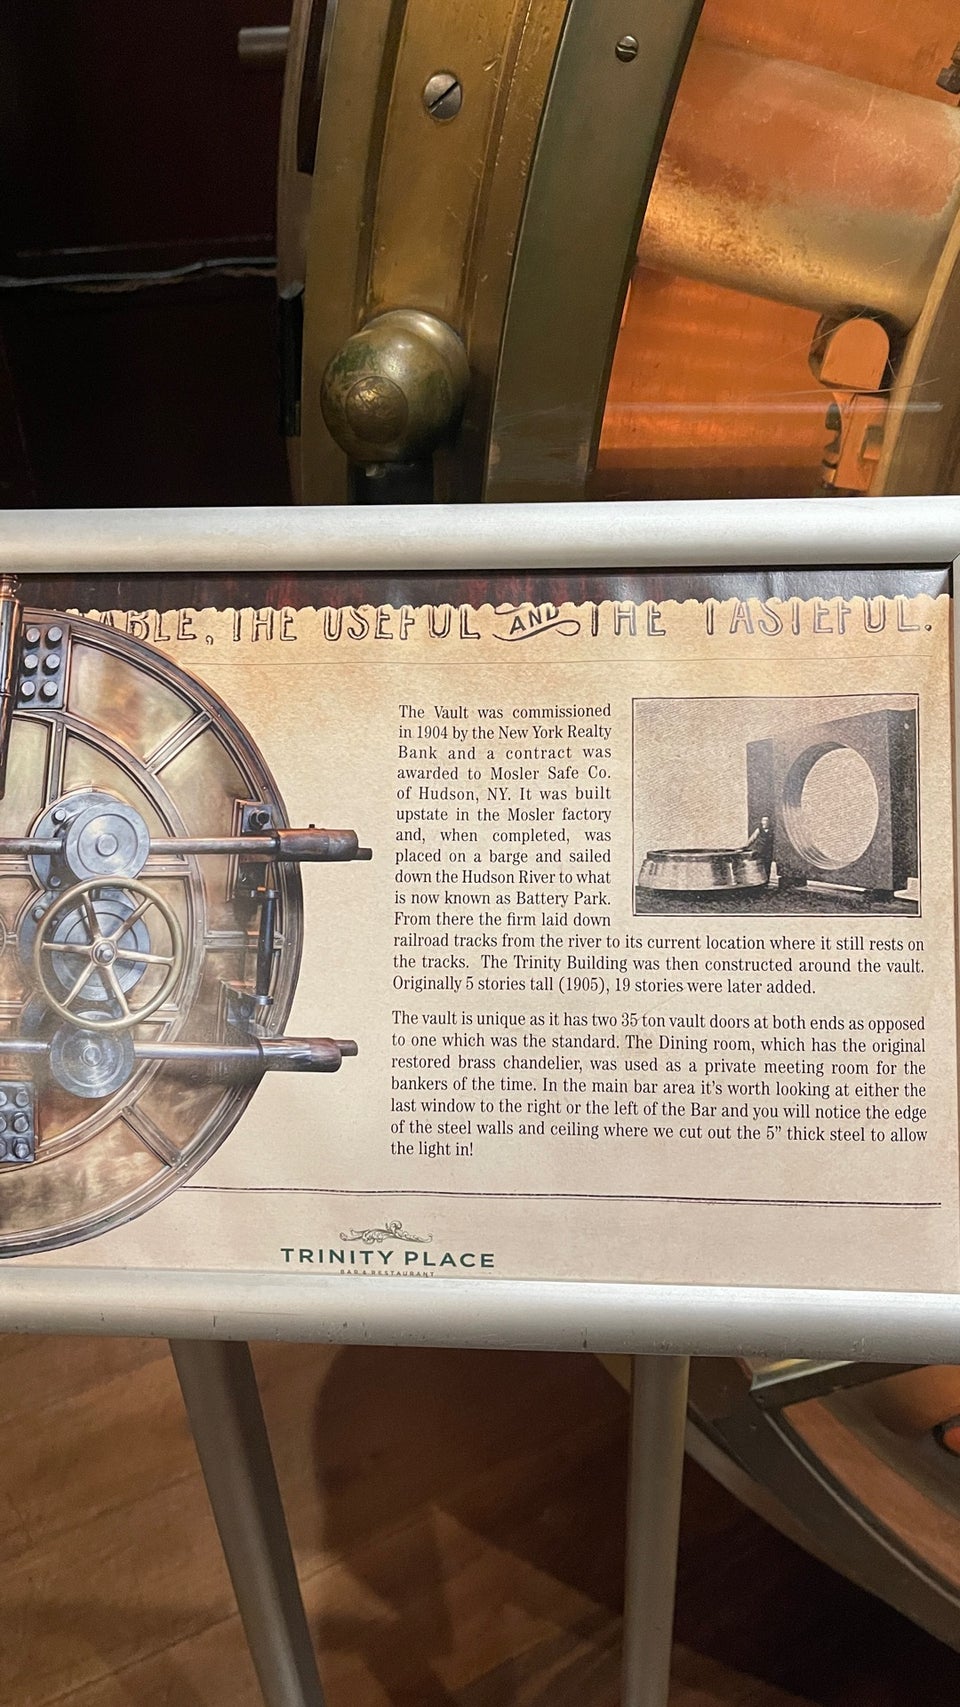 ABLE, THE USEFUL AND THE TASTEFUL.
The Vault was commissioned
in 1904 by the New York Realty
Bank and a contract was
awarded to Mosler Safe Co.
of Hudson, NY. It was built
upstate in the Mosler factory
and, when completed, was
placed on a barge and sailed
down the Hudson River to what
is now known as Battery Park.
From there the firm laid down
railroad tracks from the river to its current location where it still rests on
the tracks. The Trinity Building was then constructed around the vault.
Originally 5 stories tall (1905), 19 stories were later added.
The vault is unique as it has two 35 ton vault doors at both ends as opposed
to one which was the standard. The Dining room, which has the original
restored brass chandelier, was used as a private meeting room for the
bankers of the time. In the main bar area it's worth looking at either the
last window to the right or the left of the Bar and you will notice the edge
of the steel walls and ceiling where we cut out the 5” thick steel to allow
the light in!
TRINITY PLACE
BAR & RESTAURANT